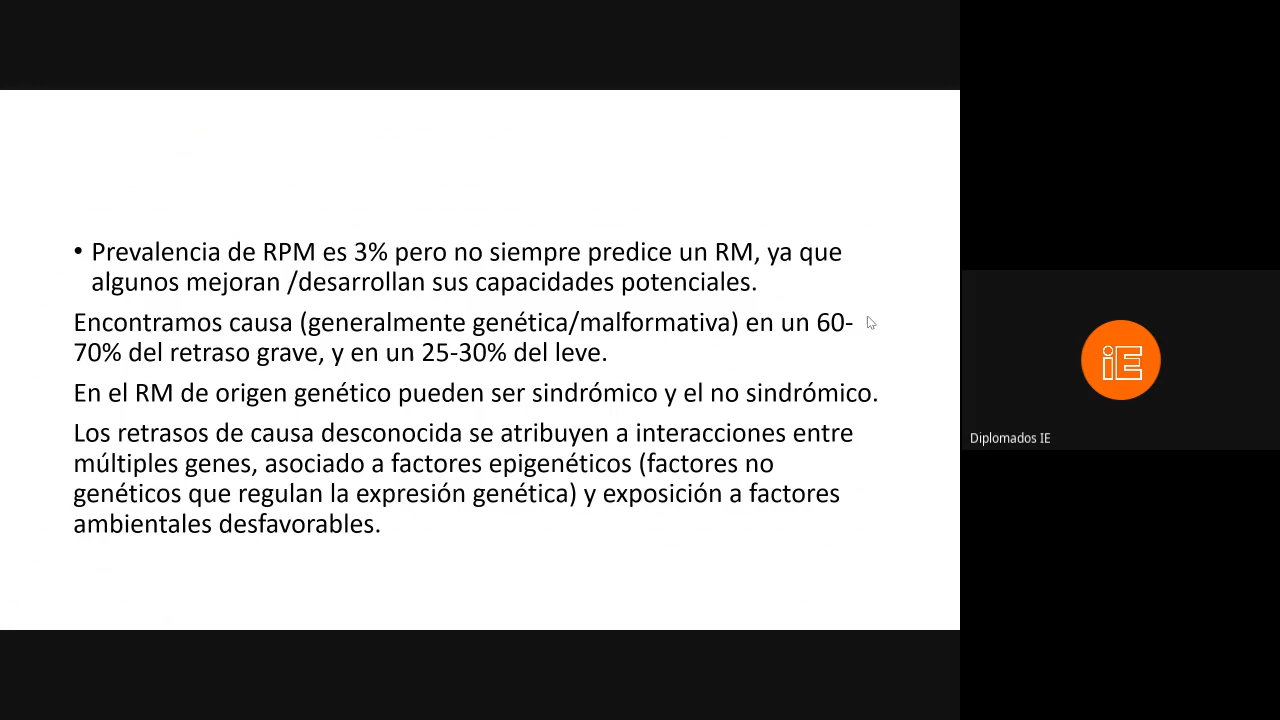 • Prevalencia de RPM es 3% pero no siempre predice un RM, ya que
algunos mejoran /desarrollan sus capacidades potenciales.
Encontramos causa (generalmente genética/malformativa) en un 60-
70% del retraso grave, y en un 25-30% del leve.
En el RM de origen genético pueden ser sindrómico y el no sindrómico.
Los retrasos de causa desconocida se atribuyen a interacciones entre
múltiples genes, asociado a factores epigenéticos (factores no
genéticos que regulan la expresión genética) y exposición a factores
ambientales desfavorables.
iE
Diplomados IE